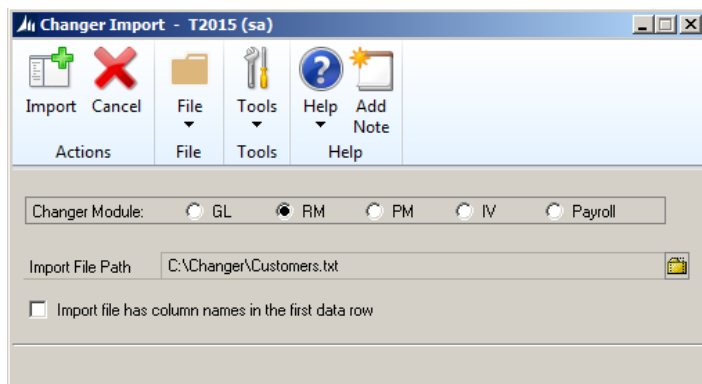 Changer Import - T2015 (sa)
Import Cancel File Tools Help Add Note
Actions File Tools Help
Changer Module: GL RM PM IV Payroll
Import File Path C:\Changer\Customers.txt
Import file has column names in the first data row